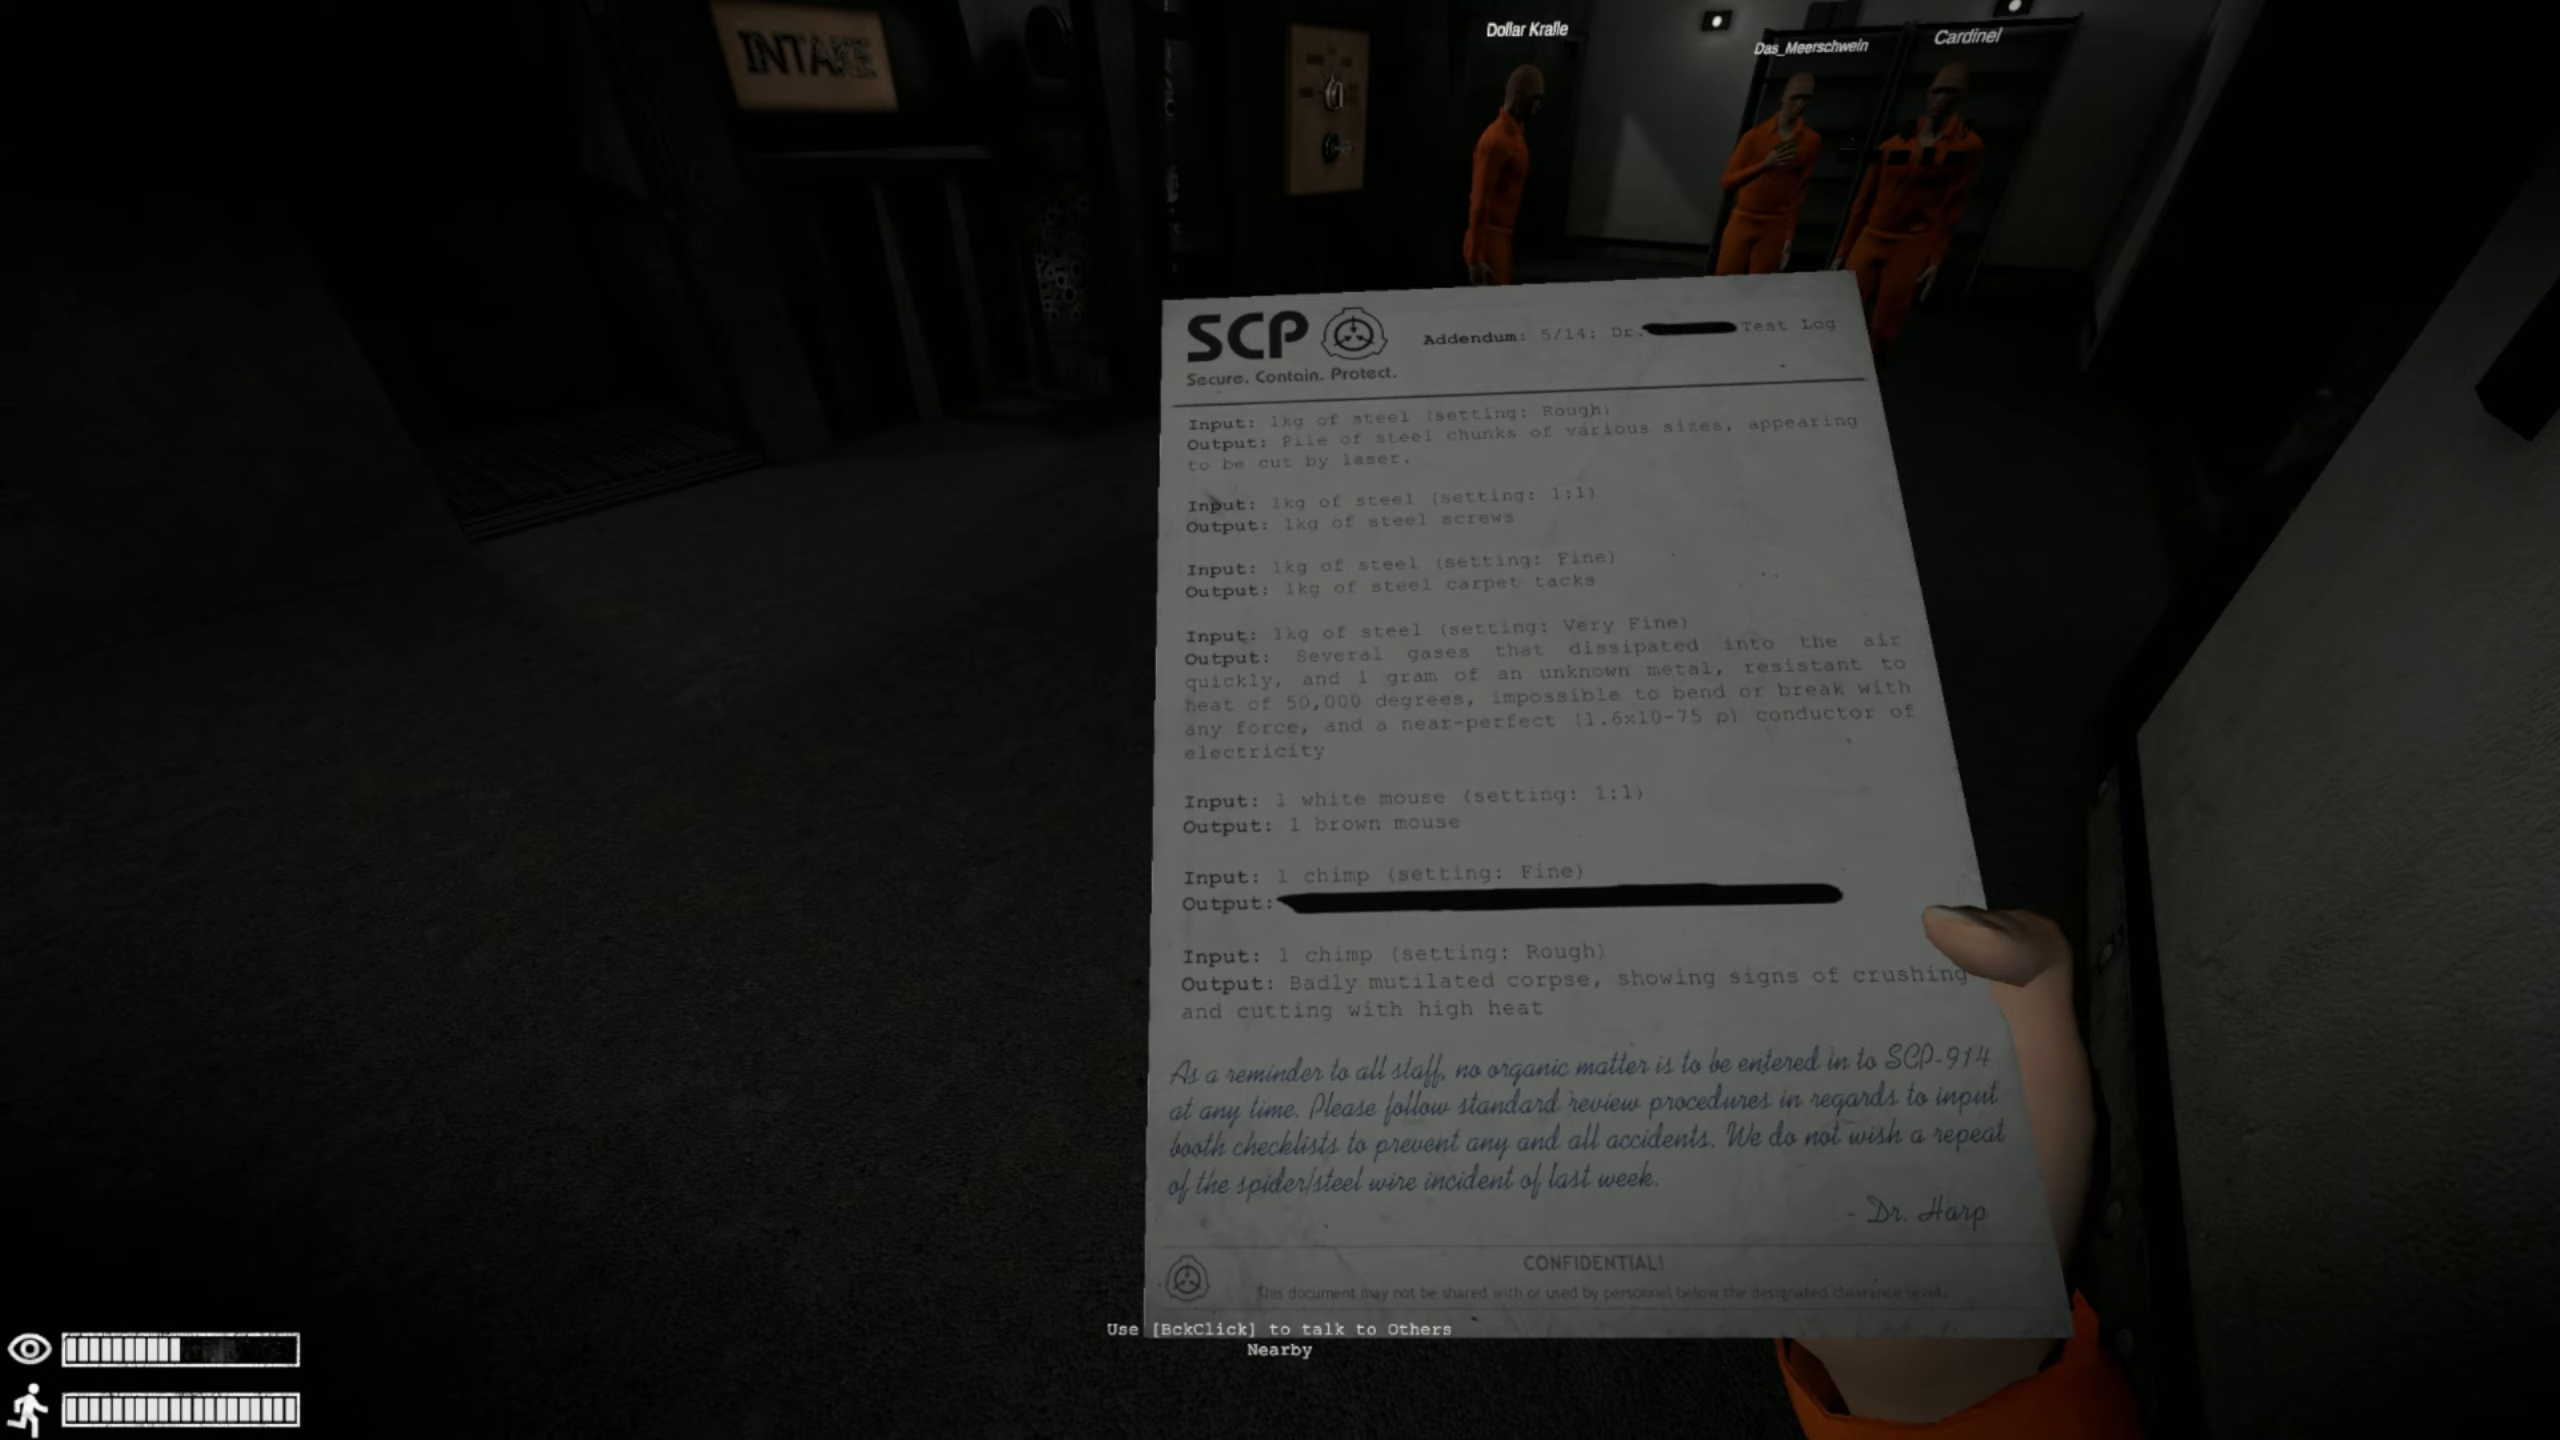 INTAKE
Dollar Kralle
Das_Meerschwein
Cardinel
SCP
Secure. Contain. Protect.
Addendum: 5/14: Dr. Test Log
Input: 1kg of steel (setting: Rough)
Output: Pile of steel chunks of various sizes, appearing
to be cut by laser.
Input: 1kg of steel (setting: 1:1)
Output: 1kg of steel screws
Input: 1kg of steel (setting: Fine)
Output: 1kg of steel carpet tacks
Input: 1kg of steel (setting: Very Fine)
Output: Several gases that dissipated into the air
quickly, and 1 gram of an unknown metal, resistant to
heat of 50,000 degrees, impossible to bend or break with
any force, and a near-perfect (1.6x10-75 ρ) conductor of
electricity
Input: 1 white mouse (setting: 1:1)
Output: 1 brown mouse
Input: 1 chimp (setting: Fine)
Output:
Input: 1 chimp (setting: Rough)
Output: Badly mutilated corpse, showing signs of crushing
and cutting with high heat
As a reminder to all staff, no organic matter is to be entered in to SCP-914
at any time. Please follow standard review procedures in regards to input
booth checklists to prevent any and all accidents. We do not wish a repeat
of the spider/steel wire incident of last week.
- Dr. Harp
CONFIDENTIAL!
This document may not be shared with or used by personnel below the designated clearance level.
Use [BckClick] to talk to Others
Nearby